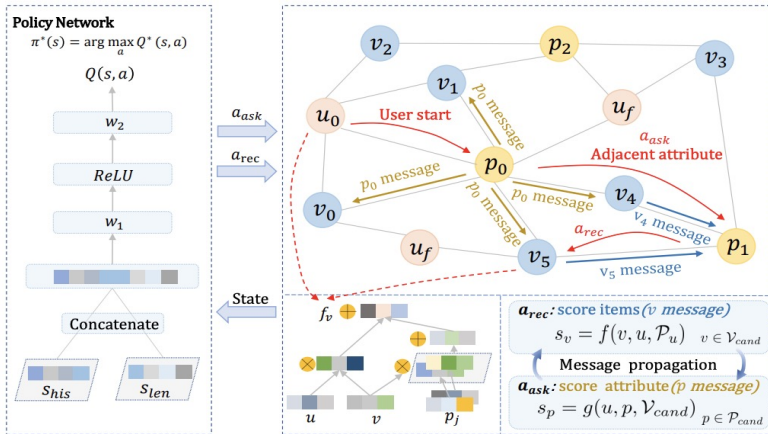 Policy Network
π*(s) = arg max Q*(s, a)
a
Q(s, a)
w₂
ReLU
w₁
Concatenate
s_his
s_len
a_ask
a_rec
State
v₂
p₂
v₃
v₁
u₀
User start
p₀ message
u_f
a_ask
Adjacent attribute
p₀
p₀ message
p₀ message
v₄
v₀
p₀ message
v₄ message
a_rec
p₁
u_f
v₅
v₅ message
f_v
u
v
p_j
a_rec: score items(v message)
s_v = f(v, u, P_u) v ∈ V_cand
Message propagation
a_ask: score attribute(p message)
s_p = g(u, p, V_cand) p ∈ P_cand